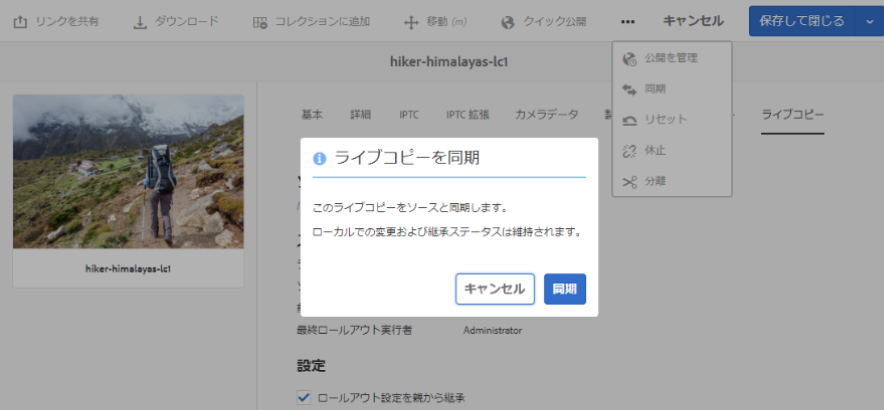 リンクを共有 ダウンロード コレクションに追加 移動 (m) クイック公開 ••• キャンセル 保存して閉じる
hiker-himalayas-lc1
公開を管理
同期
リセット
休止
分離
基本 詳細 IPTC IPTC 拡張 カメラデータ ライブコピー
ライブコピーを同期
このライブコピーをソースと同期します。
ローカルでの変更および継承ステータスは維持されます。
キャンセル 同期
hiker-himalayas-lc1
最終ロールアウト実行者 Administrator
設定
ロールアウト設定を親から継承